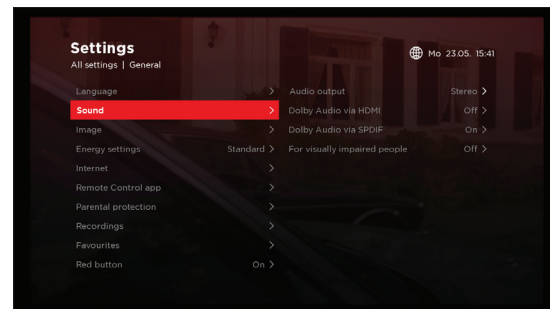 Settings
Mo 23.05. 15:41
All settings | General
Language
Sound
Image
Energy settings Standard
Internet
Remote Control app
Parental protection
Recordings
Favourites
Red button On
Audio output Stereo
Dolby Audio via HDMI Off
Dolby Audio via SPDIF On
For visually impaired people Off